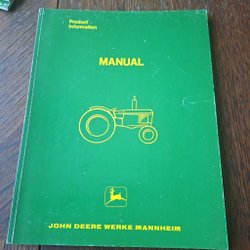 Product
Information
MANUAL
JOHN DEERE WERKE MANNHEIM